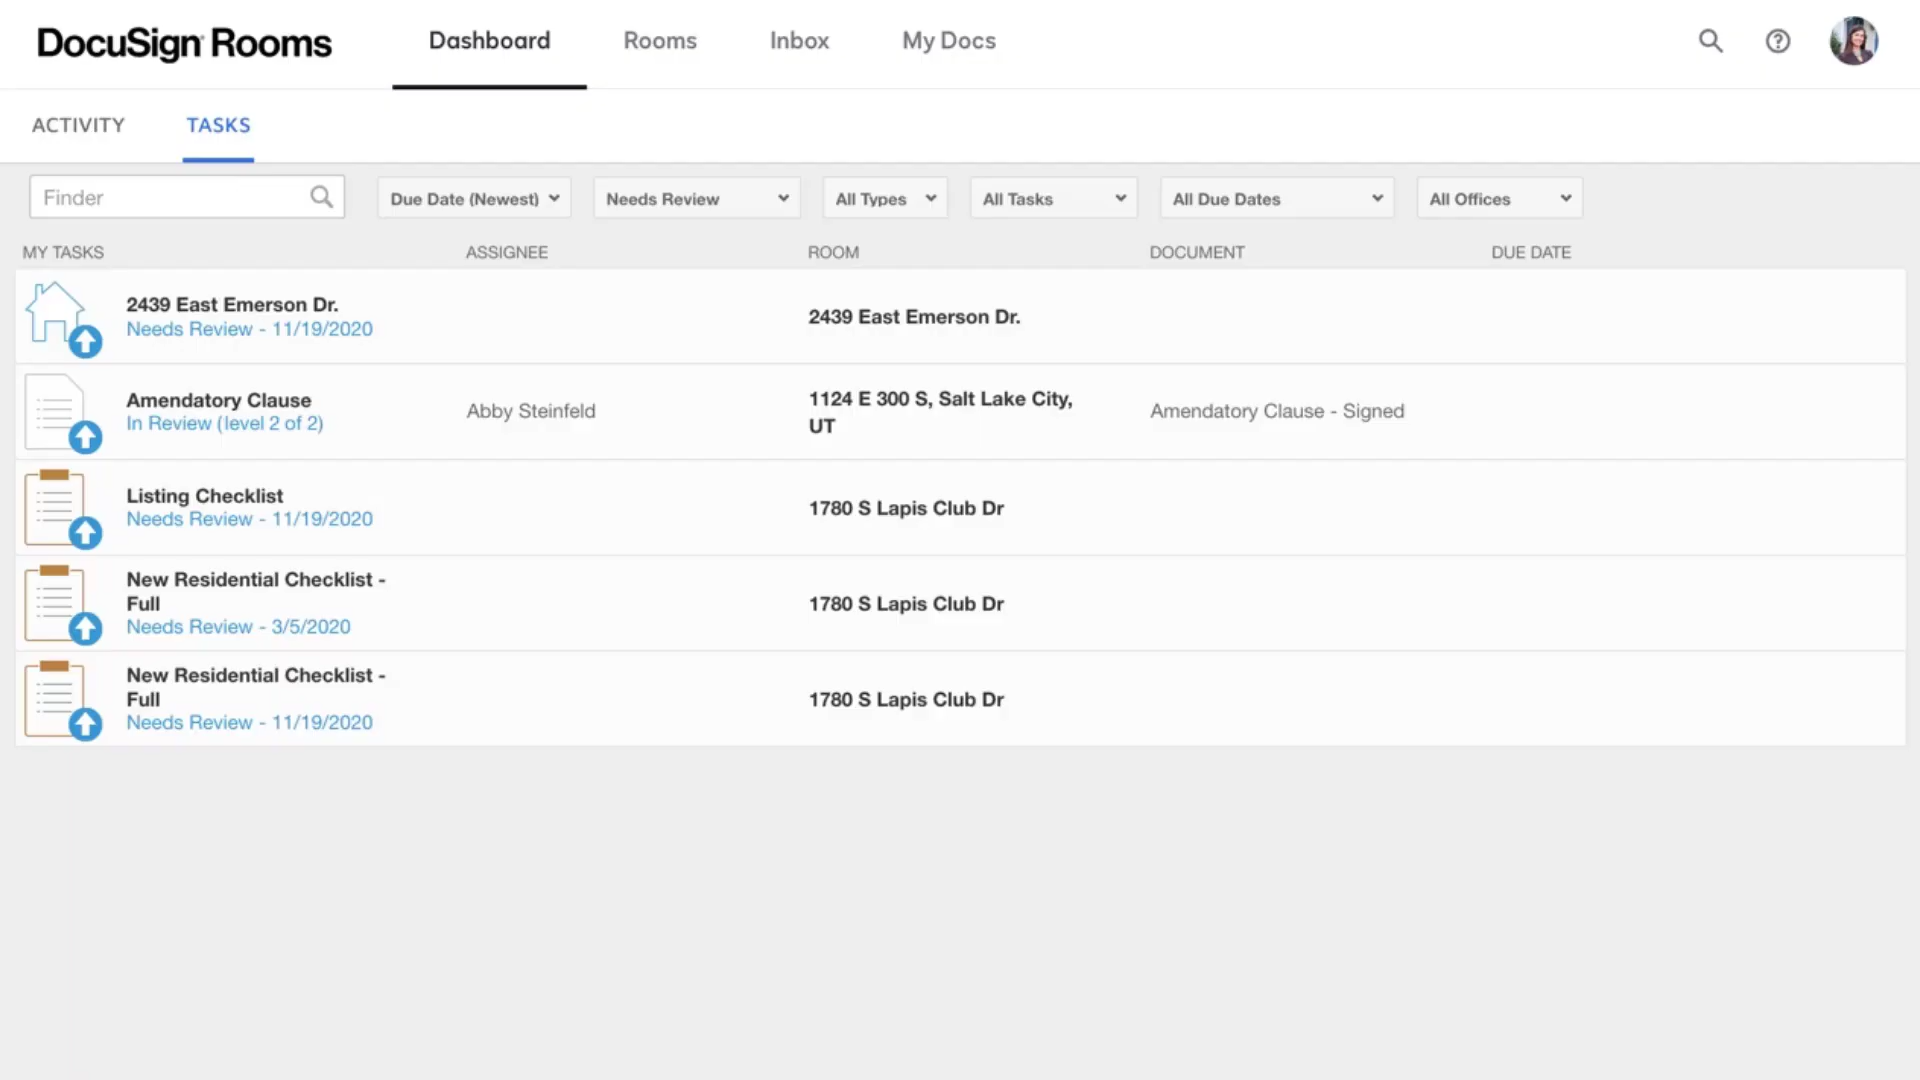 DocuSign Rooms
Dashboard
Rooms
Inbox
My Docs
ACTIVITY
TASKS
Finder
Due Date (Newest)
Needs Review
All Types
All Tasks
All Due Dates
All Offices
MY TASKS
ASSIGNEE
ROOM
DOCUMENT
DUE DATE
2439 East Emerson Dr.
Needs Review - 11/19/2020
2439 East Emerson Dr.
Amendatory Clause
In Review (level 2 of 2)
Abby Steinfeld
1124 E 300 S, Salt Lake City,
UT
Amendatory Clause - Signed
Listing Checklist
Needs Review - 11/19/2020
1780 S Lapis Club Dr
New Residential Checklist -
Full
Needs Review - 3/5/2020
1780 S Lapis Club Dr
New Residential Checklist -
Full
Needs Review - 11/19/2020
1780 S Lapis Club Dr